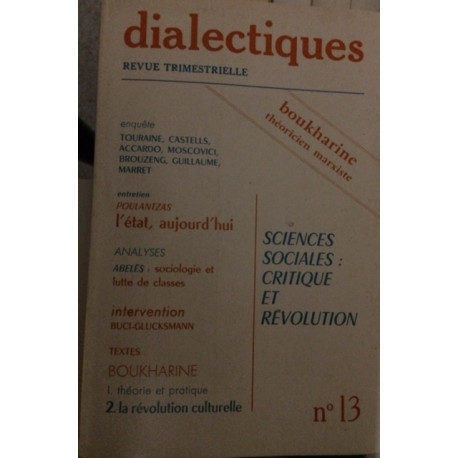 dialectiques
REVUE TRIMESTRIELLE
boukharine
théoricien marxiste
enquête
TOURAINE, CASTELLS,
ACCARDO, MOSCOVICI,
BROUZENG, GUILLAUME,
MARRET
entretien
POULANTZAS
l'état, aujourd'hui
ANALYSES
ABELÈS : sociologie et
lutte de classes
intervention
BUCI-GLUCKSMANN
TEXTES
BOUKHARINE
1. théorie et pratique
2. la révolution culturelle
SCIENCES
SOCIALES :
CRITIQUE
ET
RÉVOLUTION
n° 13